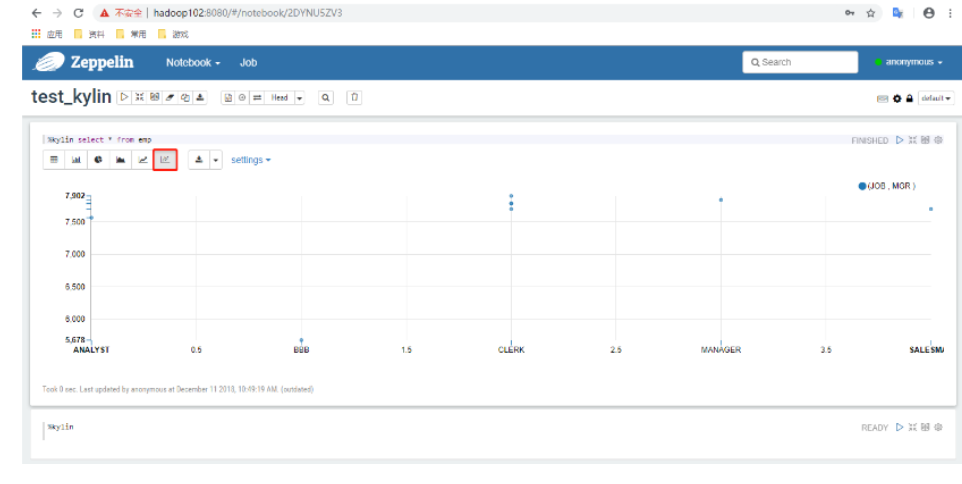 不安全 | hadoop102:8080/#/notebook/2DYNU5ZV3
应用 资料 常用 游戏
Zeppelin Notebook Job Search anonymous
test_kylin Head default
%kylin select * from emp FINISHED
settings
(JOB , MGR )
7,902
7,500
7,000
6,500
6,000
5,678
ANALYST 0.5 BBB 1.5 CLERK 2.5 MANAGER 3.5 SALESMA
Took 0 sec. Last updated by anonymous at December 11 2018, 10:49:19 AM. (outdated)
%kylin READY